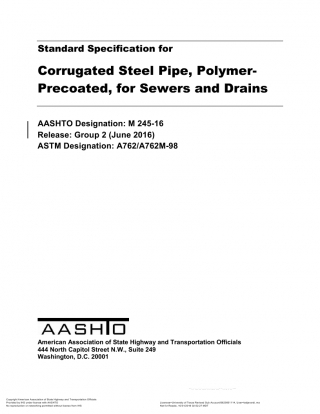 Standard Specification for
Corrugated Steel Pipe, Polymer-
Precoated, for Sewers and Drains
AASHTO Designation: M 245-16
Release: Group 2 (June 2016)
ASTM Designation: A762/A762M-98
AASHTO
American Association of State Highway and Transportation Officials
444 North Capitol Street N.W., Suite 249
Washington, D.C. 20001